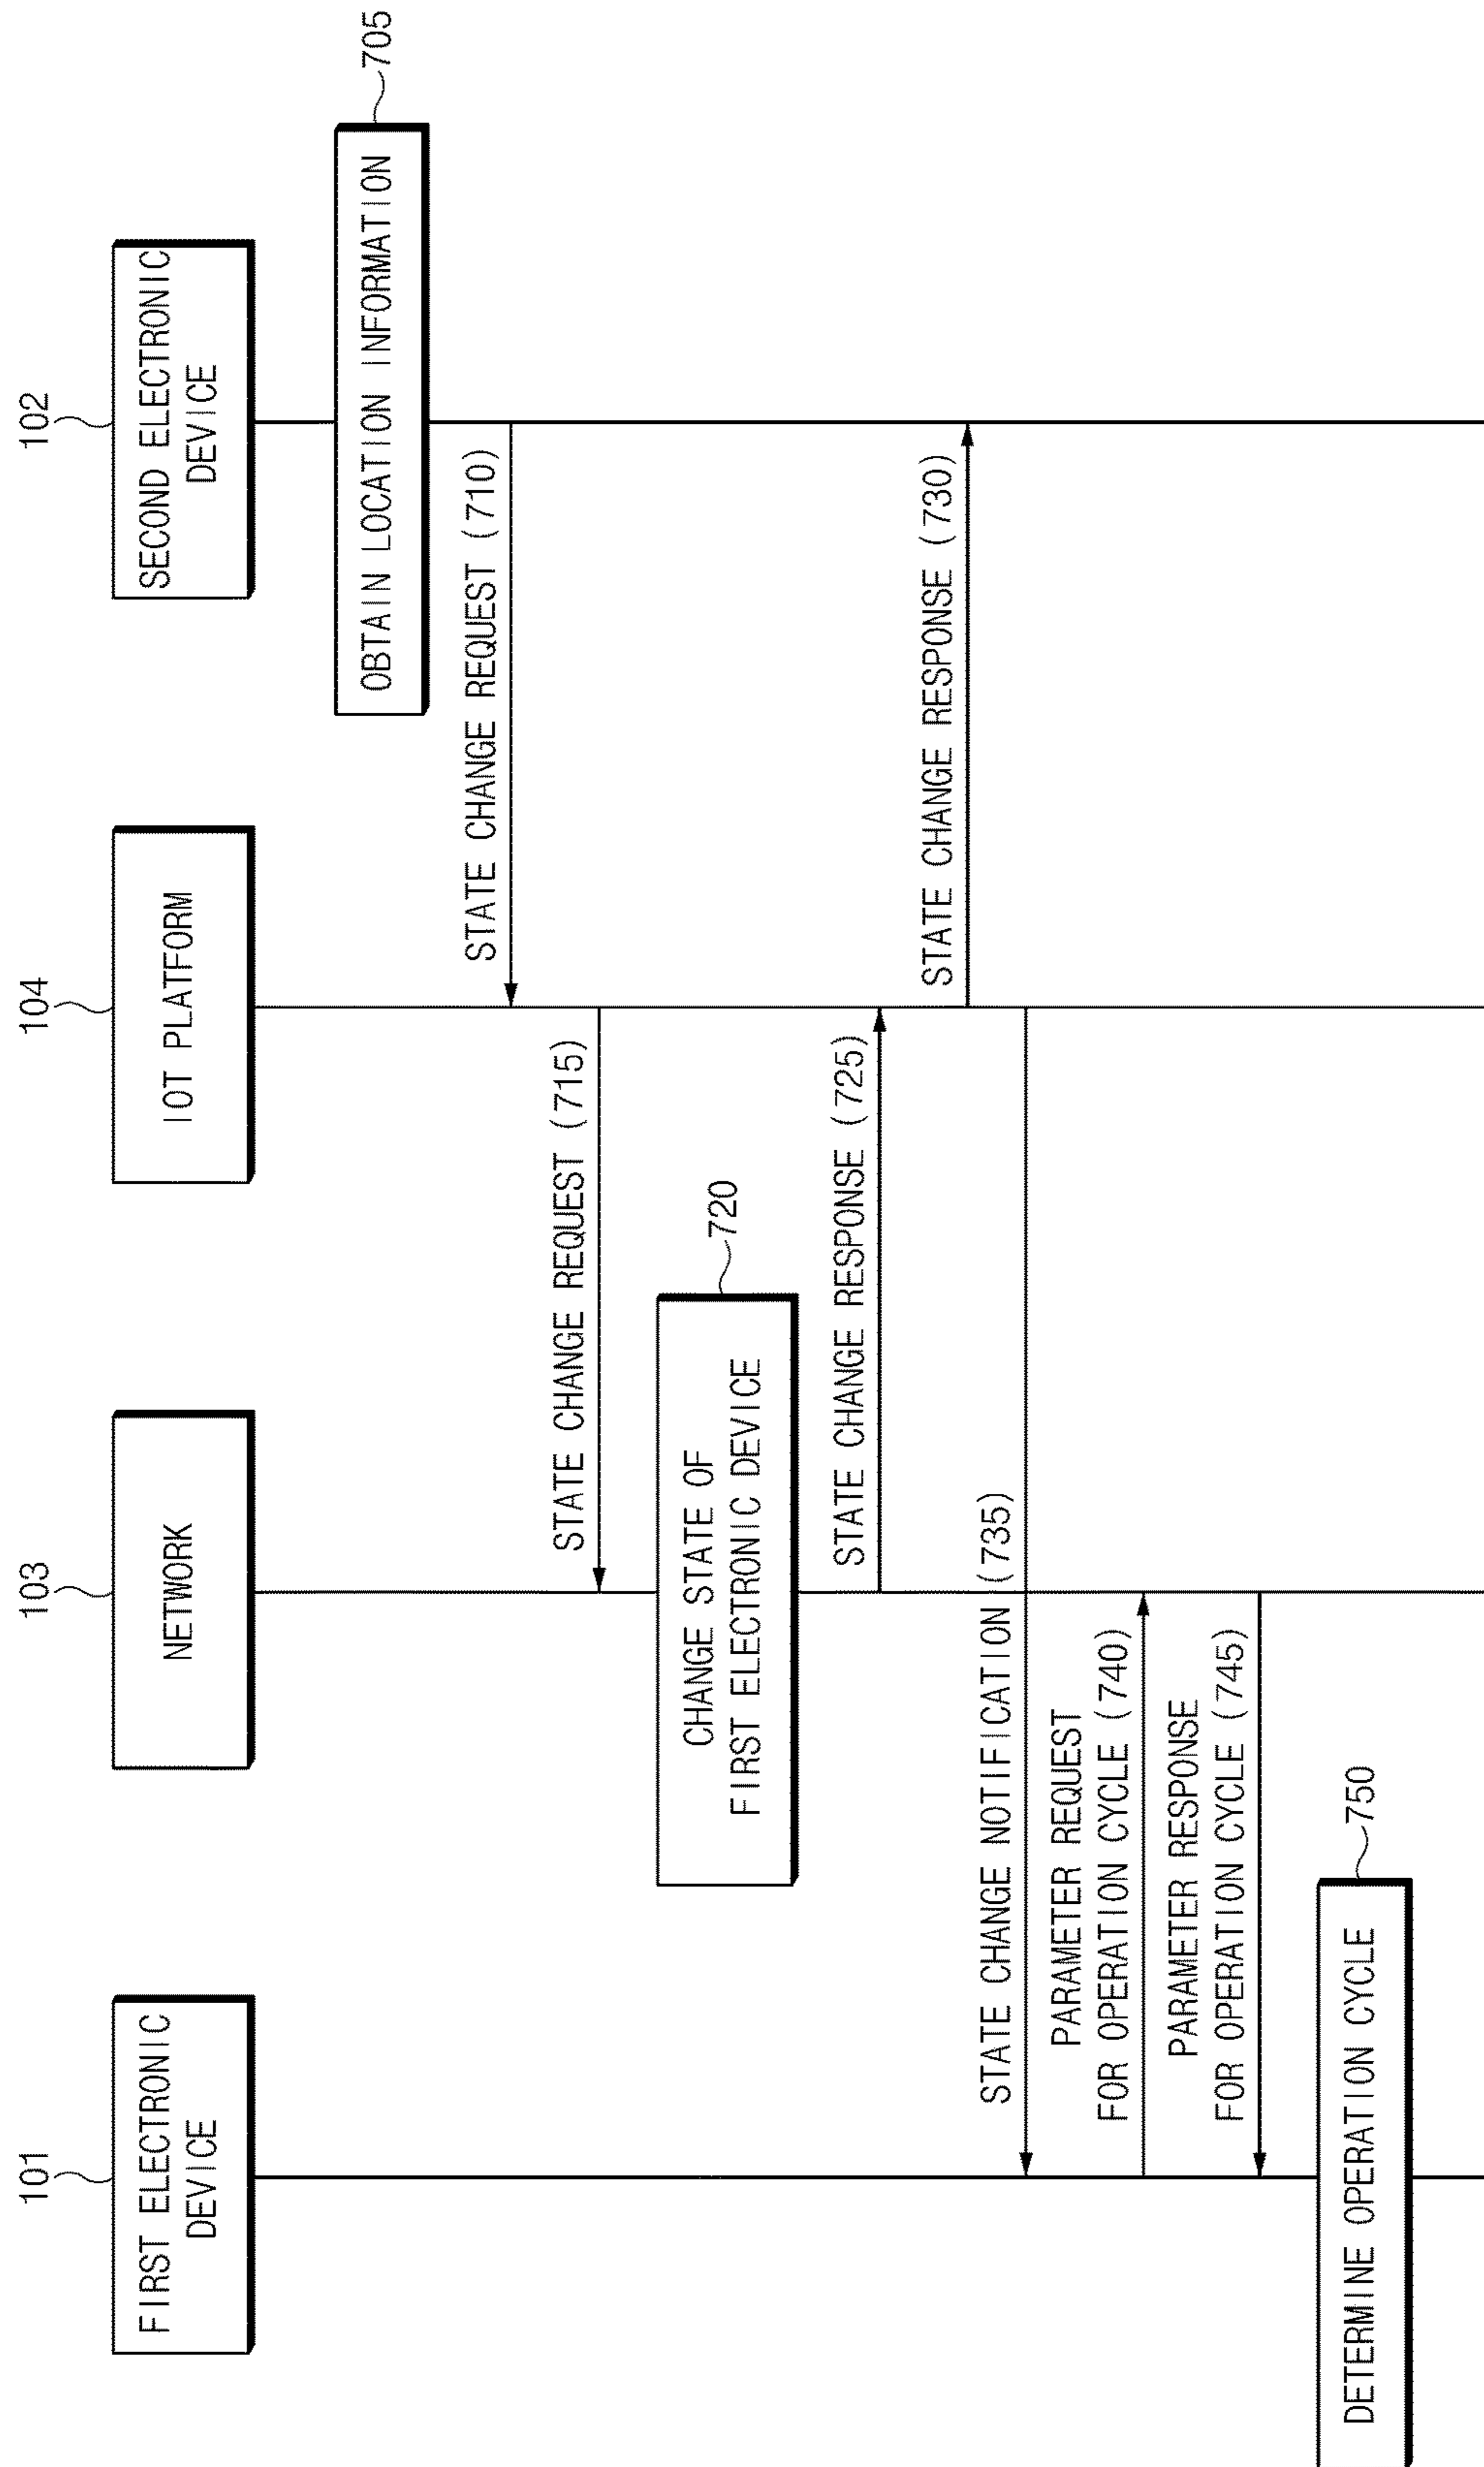 101
103
104
102
FIRST ELECTRONIC
DEVICE
NETWORK
IOT PLATFORM
SECOND ELECTRONIC
DEVICE
OBTAIN LOCATION INFORMATION
705
STATE CHANGE REQUEST (710)
STATE CHANGE REQUEST (715)
CHANGE STATE OF
FIRST ELECTRONIC DEVICE
720
STATE CHANGE RESPONSE (725)
STATE CHANGE RESPONSE (730)
STATE CHANGE NOTIFICATION (735)
PARAMETER REQUEST
FOR OPERATION CYCLE (740)
PARAMETER RESPONSE
FOR OPERATION CYCLE (745)
DETERMINE OPERATION CYCLE
750